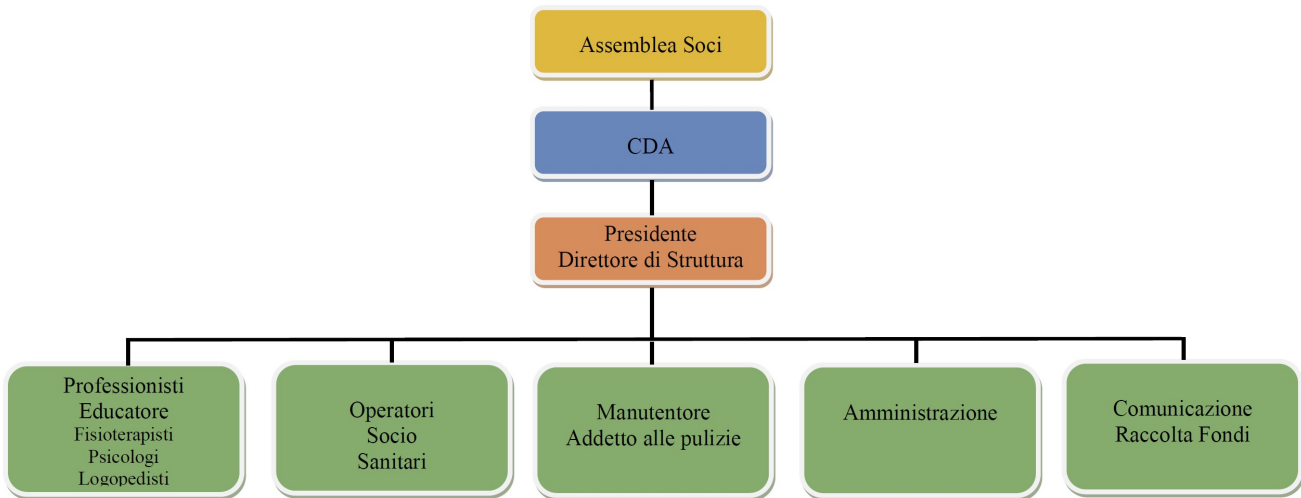 Assemblea Soci
CDA
Presidente
Direttore di Struttura
Professionisti
Educatore
Fisioterapisti
Psicologi
Logopedisti
Operatori
Socio
Sanitari
Manutentore
Addetto alle pulizie
Amministrazione
Comunicazione
Raccolta Fondi